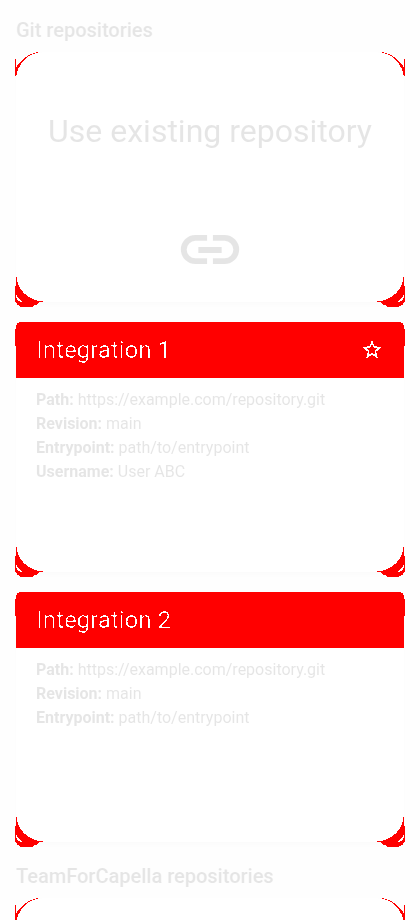 Git repositories
Use existing repository
Integration 1
Path: https://example.com/repository.git
Revision: main
Entrypoint: path/to/entrypoint
Username: User ABC
Integration 2
Path: https://example.com/repository.git
Revision: main
Entrypoint: path/to/entrypoint
TeamForCapella repositories